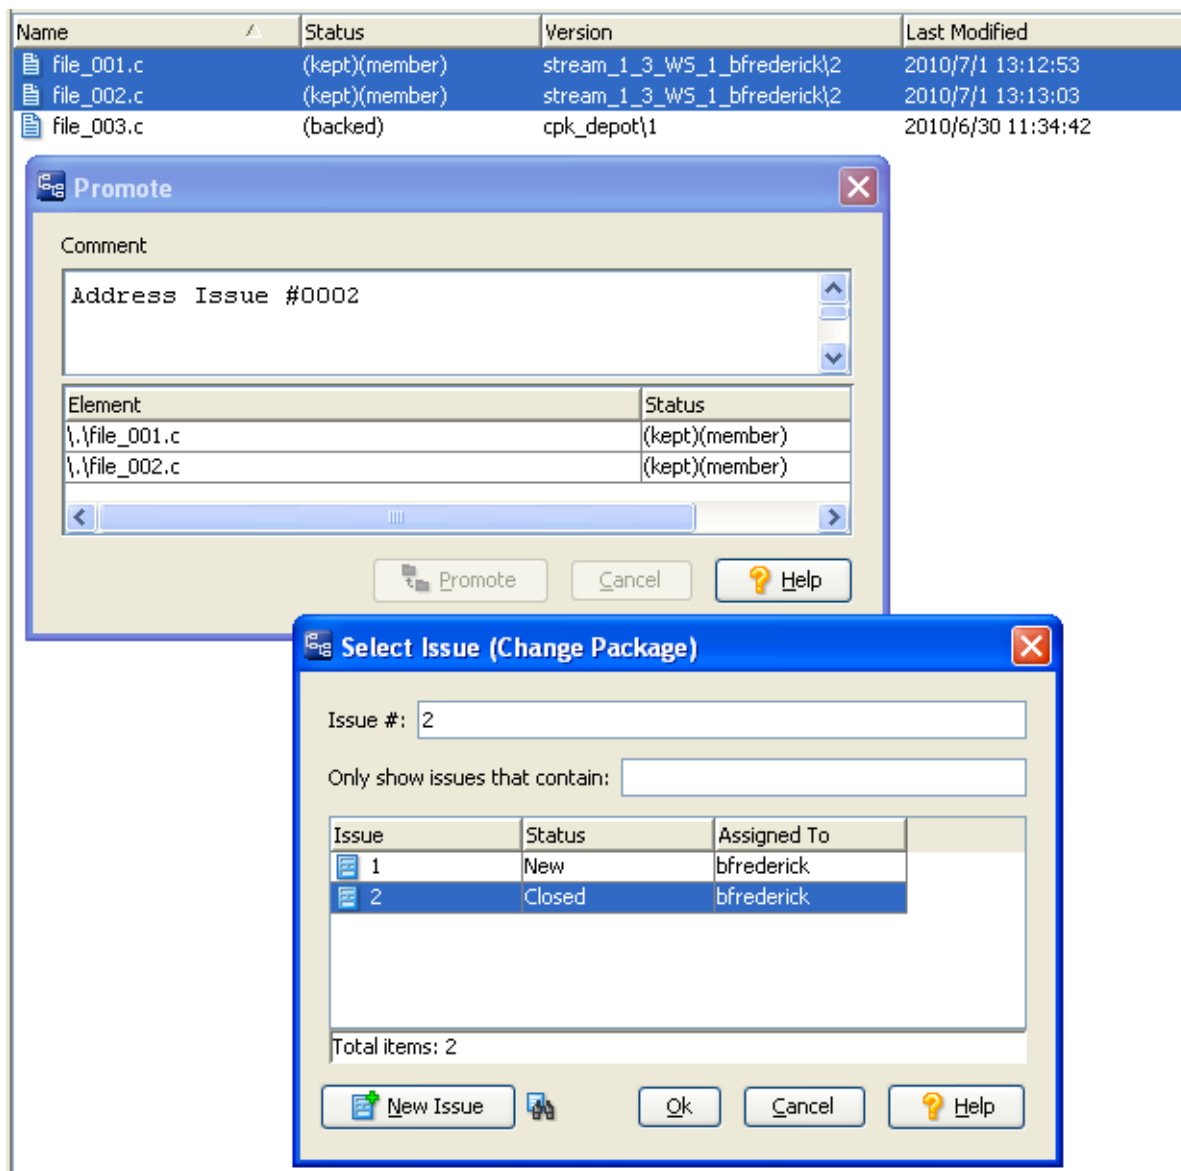 Name Status Version Last Modified
file_001.c (kept)(member) stream_1_3_WS_1_bfrederick\2 2010/7/1 13:12:53
file_002.c (kept)(member) stream_1_3_WS_1_bfrederick\2 2010/7/1 13:13:03
file_003.c (backed) cpk_depot\1 2010/6/30 11:34:42
Promote
Comment
Address Issue #0002
Element Status
\.\file_001.c (kept)(member)
\.\file_002.c (kept)(member)
Promote Cancel Help
Select Issue (Change Package)
Issue #: 2
Only show issues that contain:
Issue Status Assigned To
1 New bfrederick
2 Closed bfrederick
Total items: 2
New Issue Ok Cancel Help